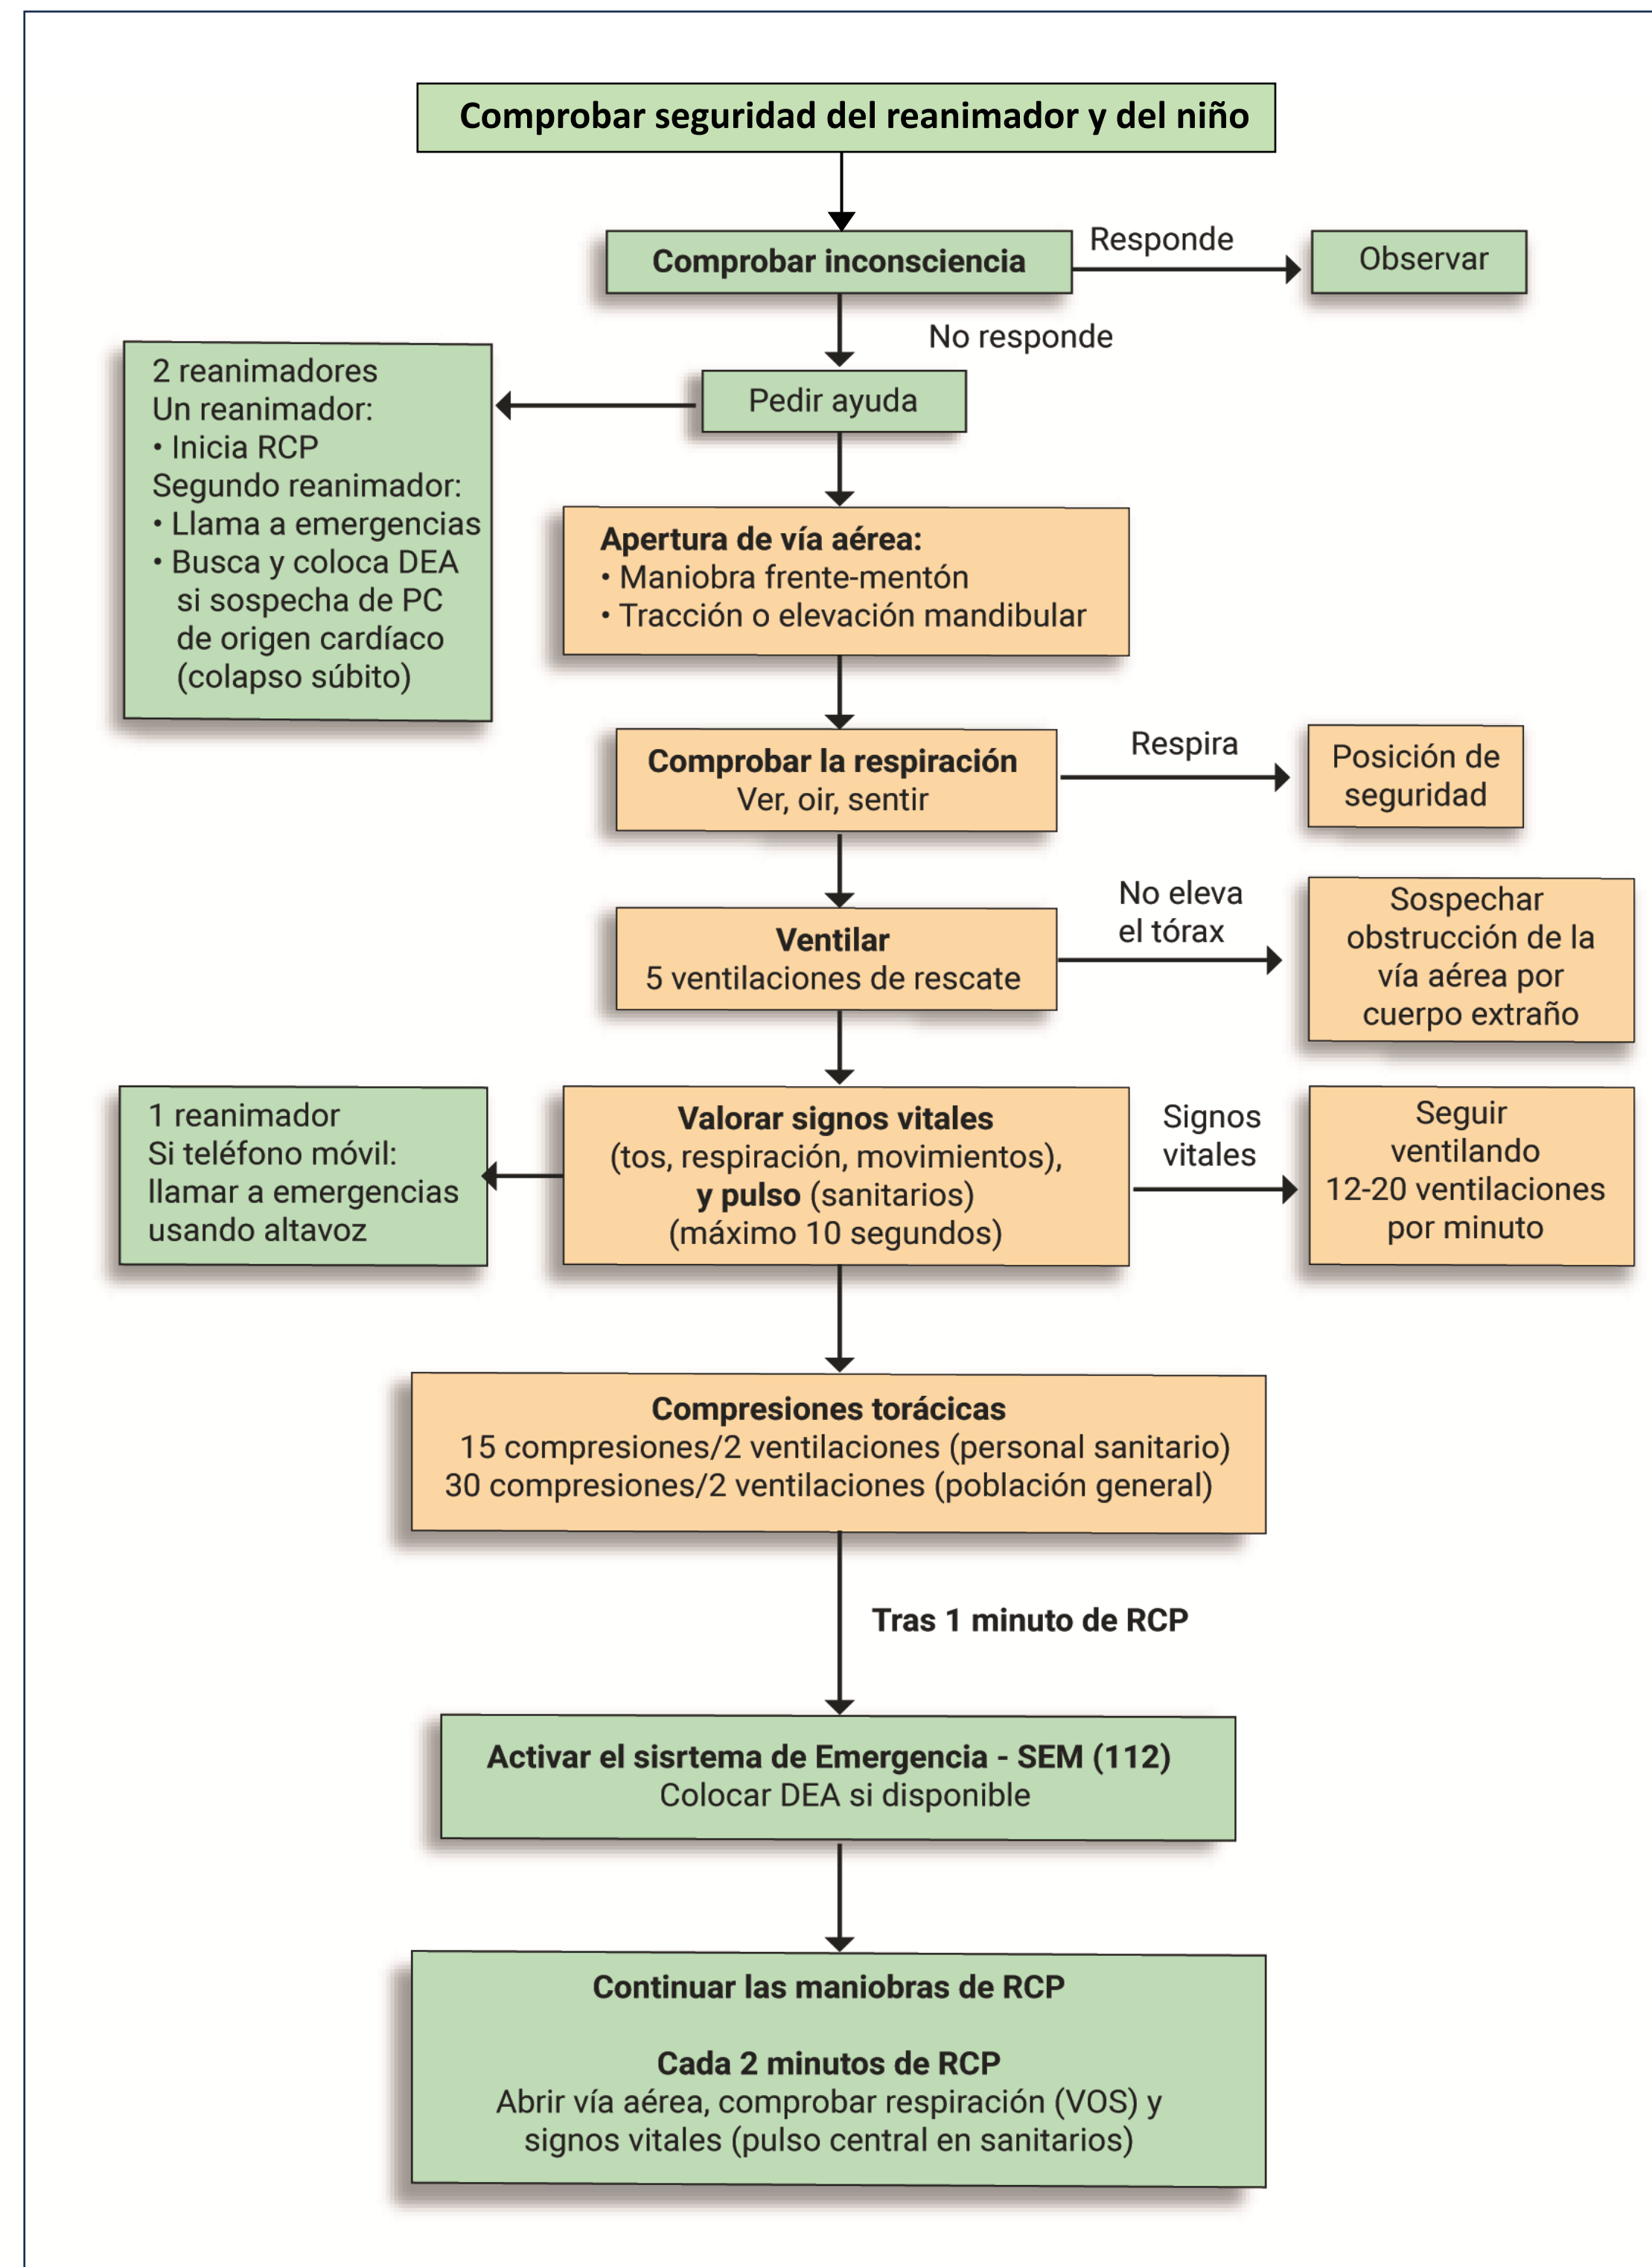 Comprobar seguridad del reanimador y del niño
Comprobar inconsciencia
Responde
Observar
No responde
Pedir ayuda
2 reanimadores
Un reanimador:
• Inicia RCP
Segundo reanimador:
• Llama a emergencias
• Busca y coloca DEA
si sospecha de PC
de origen cardíaco
(colapso súbito)
Apertura de vía aérea:
• Maniobra frente-mentón
• Tracción o elevación mandibular
Comprobar la respiración
Ver, oir, sentir
Respira
Posición de
seguridad
Ventilar
5 ventilaciones de rescate
No eleva
el tórax
Sospechar
obstrucción de la
vía aérea por
cuerpo extraño
1 reanimador
Si teléfono móvil:
llamar a emergencias
usando altavoz
Valorar signos vitales
(tos, respiración, movimientos),
y pulso (sanitarios)
(máximo 10 segundos)
Signos
vitales
Seguir
ventilando
12-20 ventilaciones
por minuto
Compresiones torácicas
15 compresiones/2 ventilaciones (personal sanitario)
30 compresiones/2 ventilaciones (población general)
Tras 1 minuto de RCP
Activar el sisrtema de Emergencia - SEM (112)
Colocar DEA si disponible
Continuar las maniobras de RCP
Cada 2 minutos de RCP
Abrir vía aérea, comprobar respiración (VOS) y
signos vitales (pulso central en sanitarios)